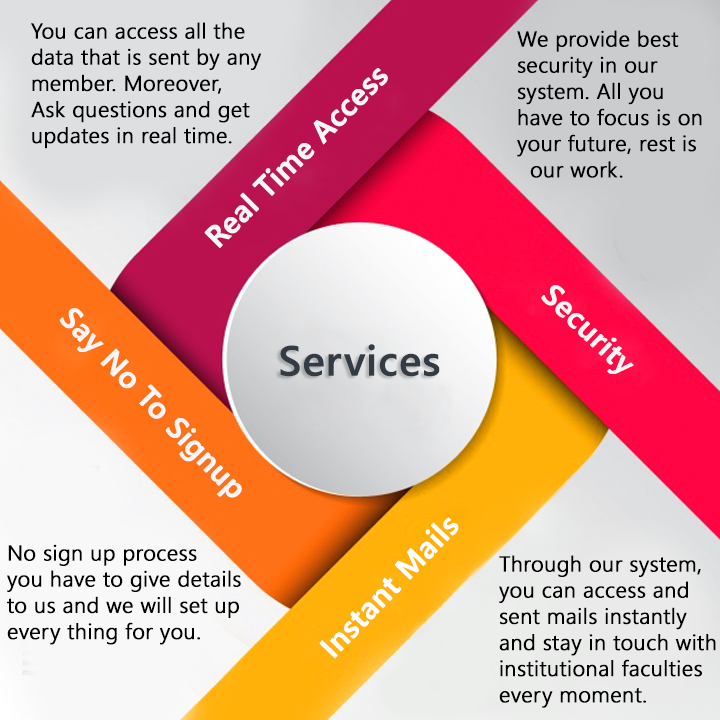 You can access all the
data that is sent by any
member. Moreover,
Ask questions and get
updates in real time.
We provide best
security in our
system. All you
have to focus is on
your future, rest is
our work.
Real Time Access
Security
Services
Say No To Signup
Instant Mails
No sign up process
you have to give details
to us and we will set up
every thing for you.
Through our system,
you can access and
sent mails instantly
and stay in touch with
institutional faculties
every moment.